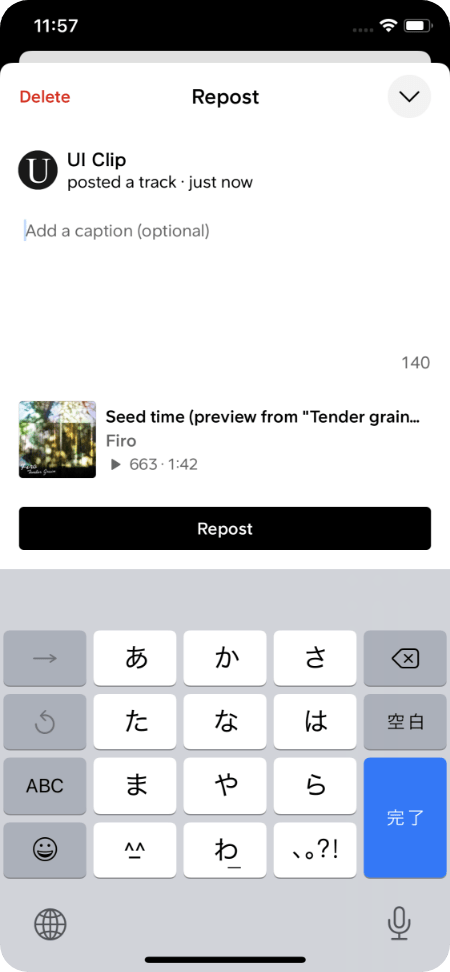 11:57
Delete
Repost
U
UI Clip
posted a track · just now
Add a caption (optional)
140
Seed time (preview from "Tender grain...
Firo
663 · 1:42
Firo
Tender Grain
Repost
→ あ か さ
た な は 空白
ABC ま や ら 完了
^^ わ_ 、。?!